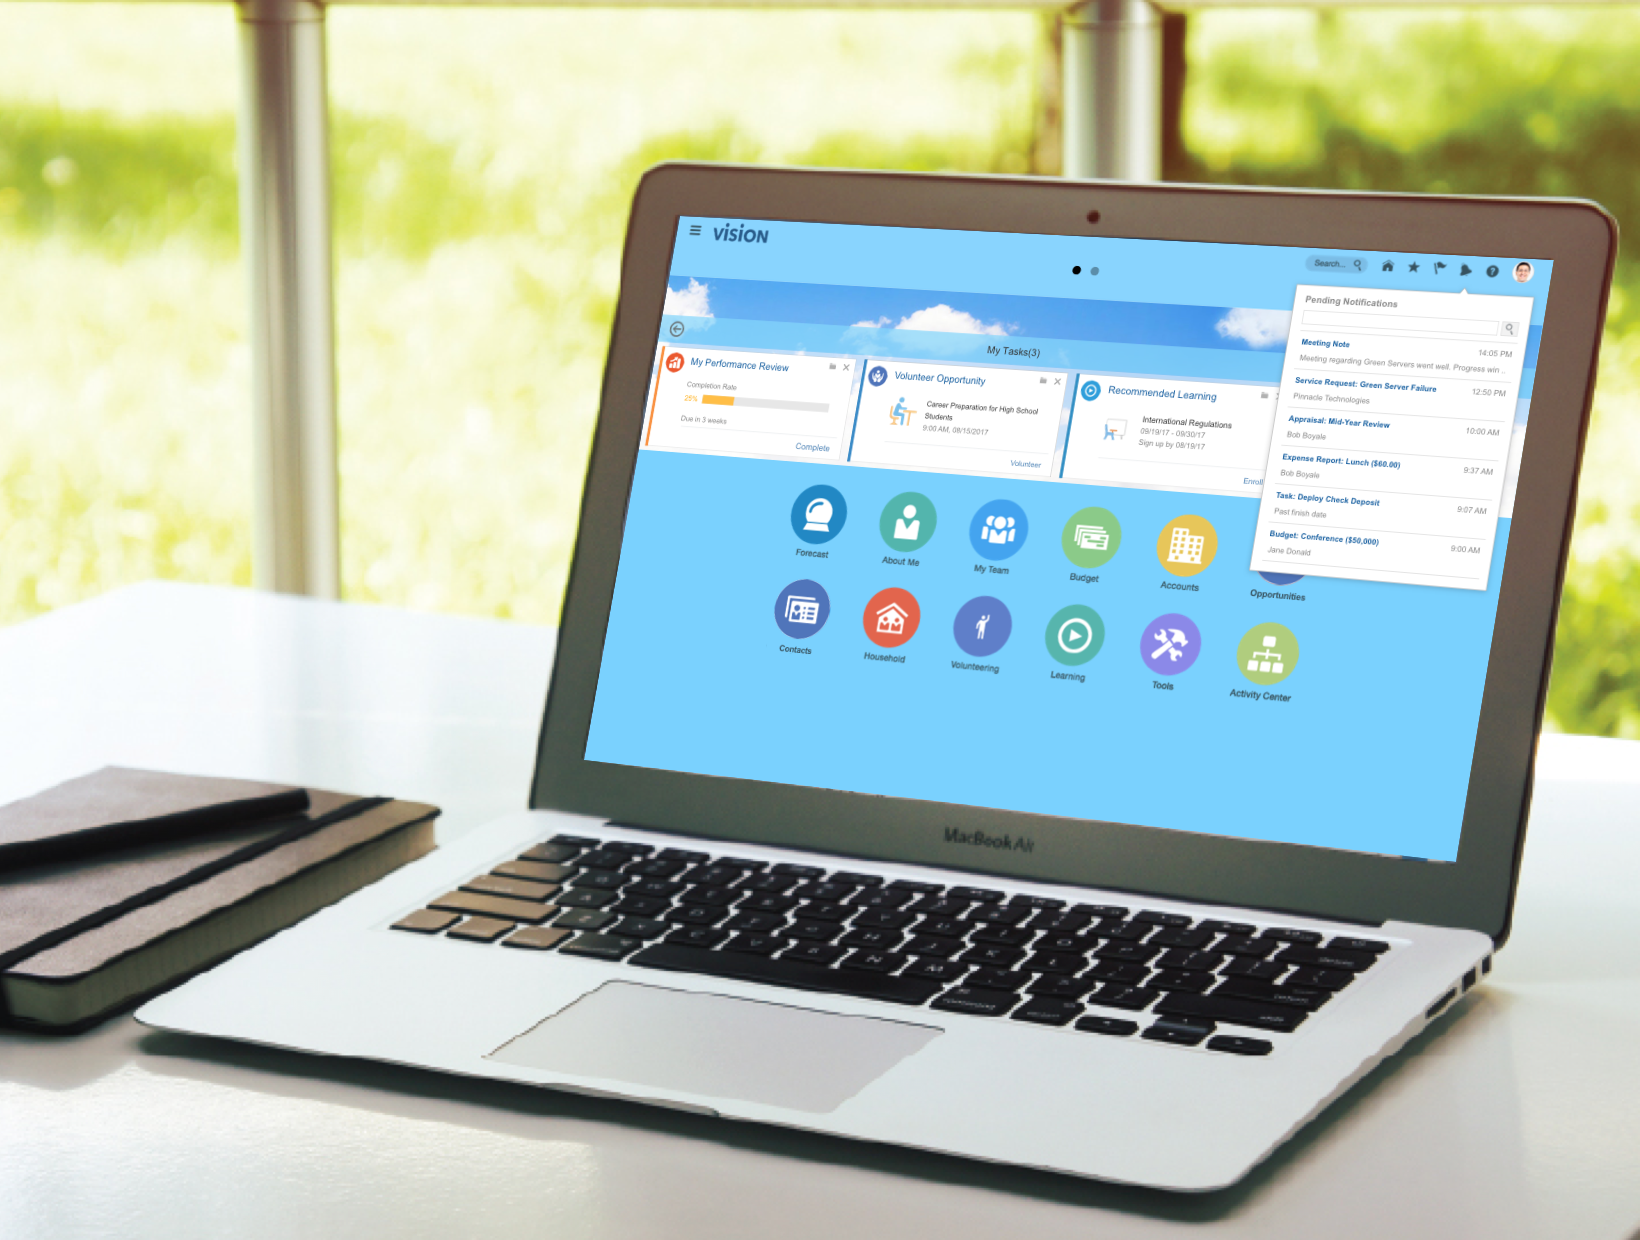 vision
Search...
Pending Notifications
Meeting Note
14:05 PM
Meeting regarding Green Servers went well. Progress win ..
Service Request: Green Server Failure
12:50 PM
Pinnacle Technologies
Appraisal: Mid-Year Review
10:00 AM
Bob Boyale
Expense Report: Lunch ($60.00)
9:37 AM
Bob Boyale
Task: Deploy Check Deposit
9:07 AM
Past finish date
Budget: Conference ($50,000)
9:00 AM
Jane Donald
My Tasks(3)
My Performance Review
Completion Rate
25%
Due in 3 weeks
Complete
Volunteer Opportunity
Career Preparation for High School
Students
9:00 AM, 08/15/2017
Volunteer
Recommended Learning
International Regulations
09/19/17 - 09/30/17
Sign up by 08/19/17
Enroll
Forecast
About Me
My Team
Budget
Accounts
Opportunities
Contacts
Household
Volunteering
Learning
Tools
Activity Center
MacBook Air